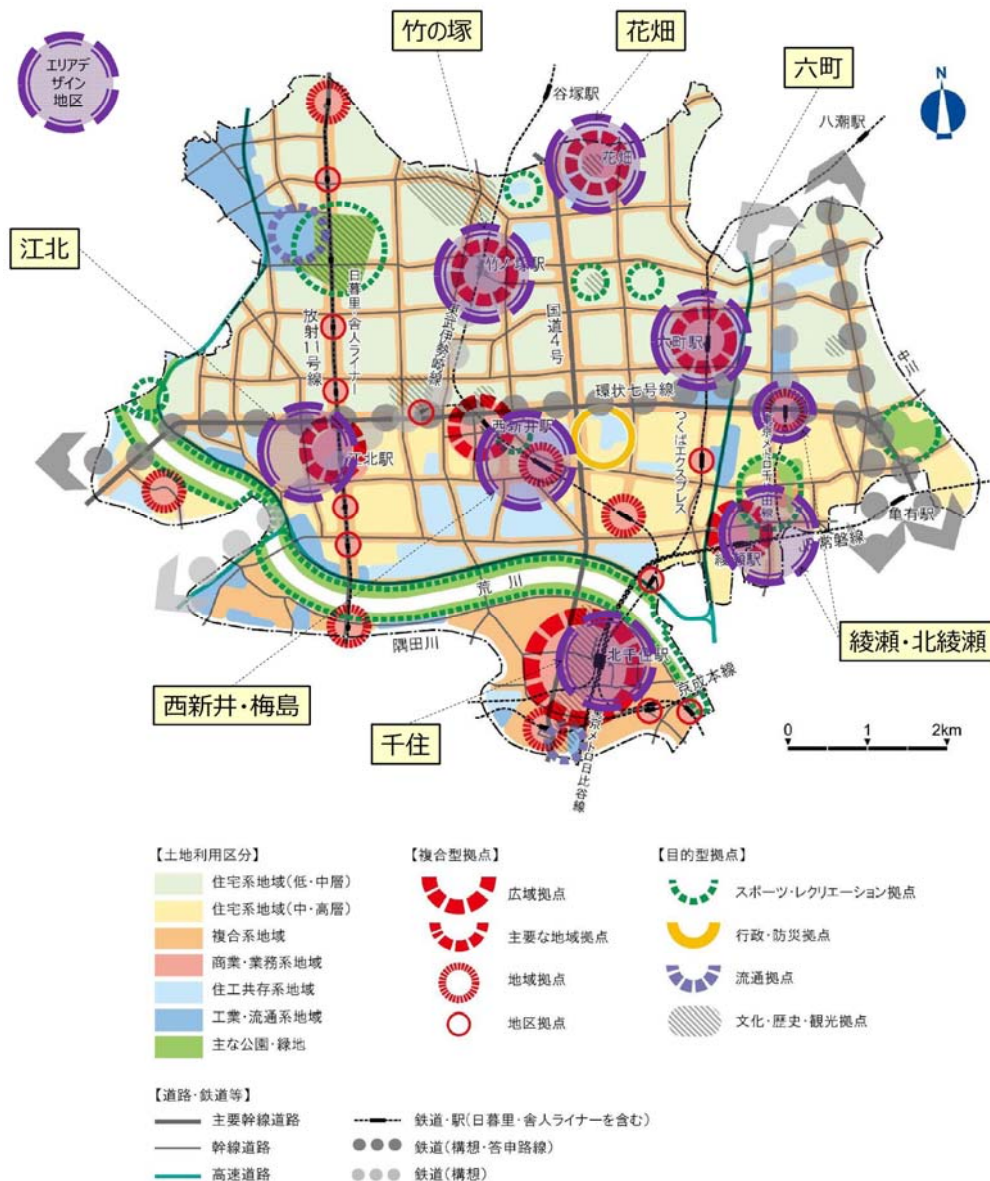 エリアデ
ザイン
地区
竹の塚
花畑
六町
谷塚駅
八潮駅
N
花畑
江北
竹ノ塚駅
日暮里・舎人ライナー
放射11号線
東武伊勢崎線
国道4号
六町駅
中川
環状七号線
つくばエクスプレス
西新井駅
江北駅
亀有駅
綾瀬駅
常磐線
荒川
隅田川
北千住駅
京成本線
綾瀬・北綾瀬
西新井・梅島
千住
京メトロ日比谷線
0 1 2km
【土地利用区分】
住宅系地域(低・中層)
住宅系地域(中・高層)
複合系地域
商業・業務系地域
住工共存系地域
工業・流通系地域
主な公園・緑地
【複合型拠点】
広域拠点
主要な地域拠点
地域拠点
地区拠点
【目的型拠点】
スポーツ・レクリエーション拠点
行政・防災拠点
流通拠点
文化・歴史・観光拠点
【道路・鉄道等】
主要幹線道路
幹線道路
高速道路
鉄道・駅(日暮里・舎人ライナーを含む)
鉄道(構想・答申路線)
鉄道(構想)